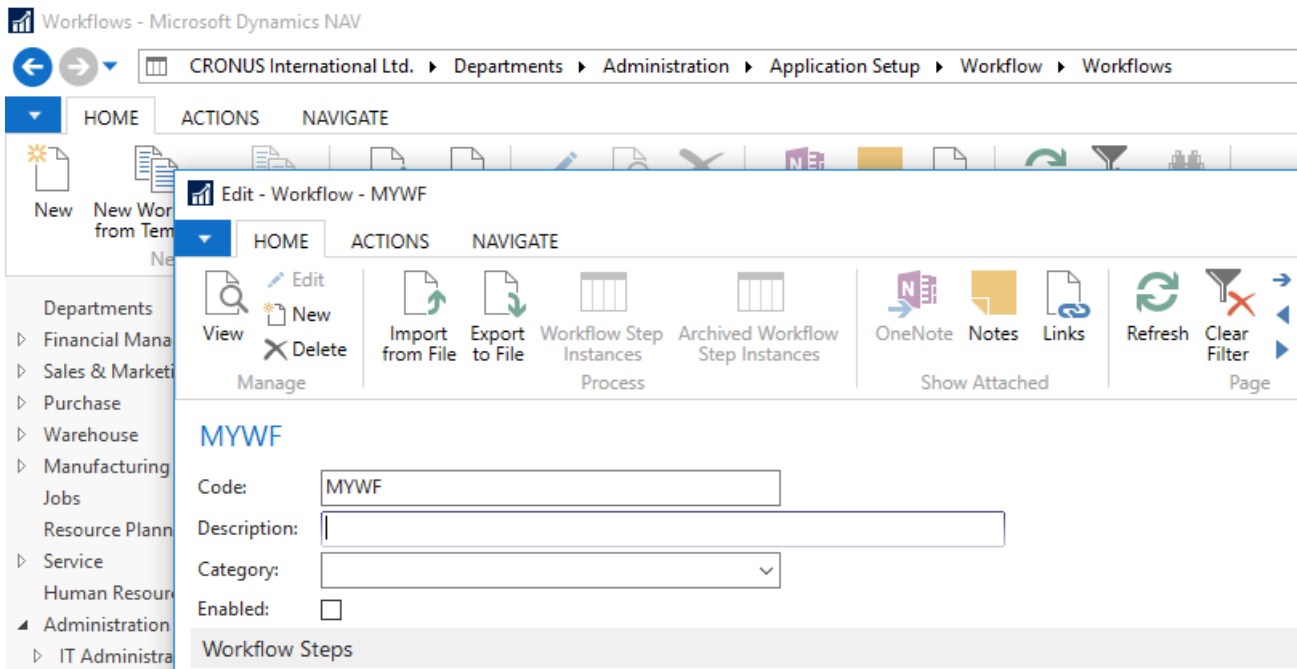 Workflows - Microsoft Dynamics NAV
CRONUS International Ltd. Departments Administration Application Setup Workflow Workflows
HOME ACTIONS NAVIGATE
New
New Wor
from Tem
Ne
Edit - Workflow - MYWF
HOME ACTIONS NAVIGATE
View
Edit
New
Delete
Manage
Import
from File
Export
to File
Workflow Step
Instances
Archived Workflow
Step Instances
Process
OneNote
Notes
Links
Show Attached
Refresh
Clear
Filter
Page
Departments
Financial Mana
Sales & Marketi
Purchase
Warehouse
Manufacturing
Jobs
Resource Plann
Service
Human Resour
Administration
IT Administra
MYWF
Code: MYWF
Description:
Category:
Enabled:
Workflow Steps